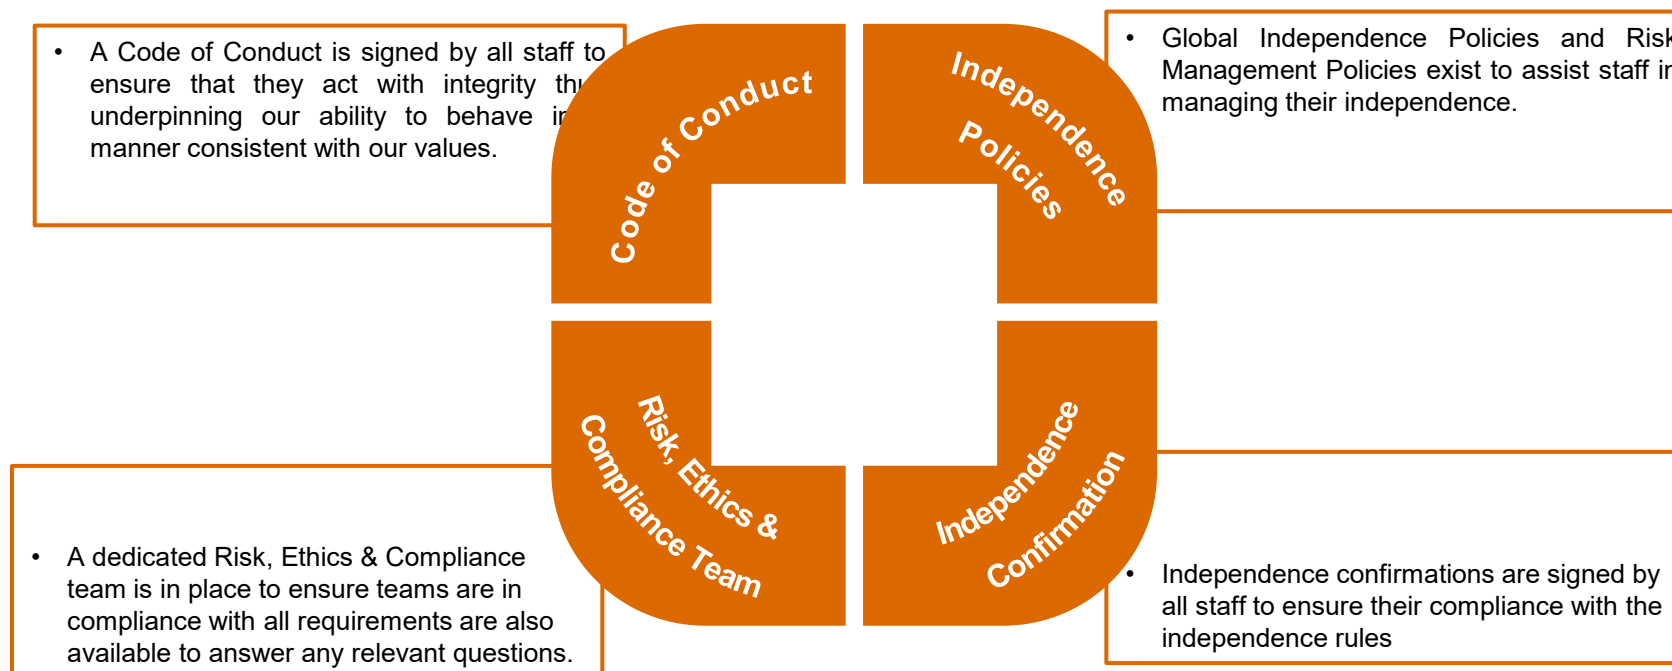 • A Code of Conduct is signed by all staff to
ensure that they act with integrity thu
underpinning our ability to behave in
manner consistent with our values.
Code of Conduct
Independence
Policies
• Global Independence Policies and Risk
Management Policies exist to assist staff in
managing their independence.
Risk, Ethics &
Compliance Team
Independence
Confirmation
• A dedicated Risk, Ethics & Compliance
team is in place to ensure teams are in
compliance with all requirements are also
available to answer any relevant questions.
• Independence confirmations are signed by
all staff to ensure their compliance with the
independence rules